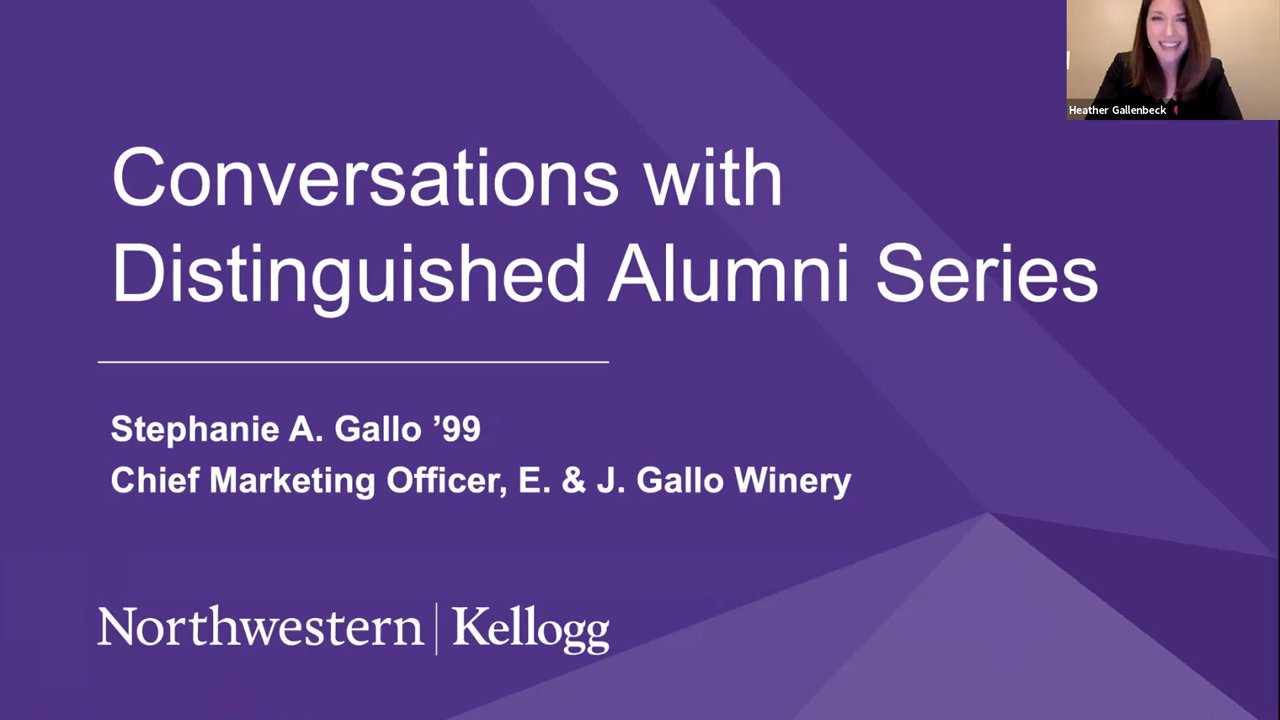 Heather Gallenbeck
Conversations with
Distinguished Alumni Series
Stephanie A. Gallo ’99
Chief Marketing Officer, E. & J. Gallo Winery
Northwestern | Kellogg